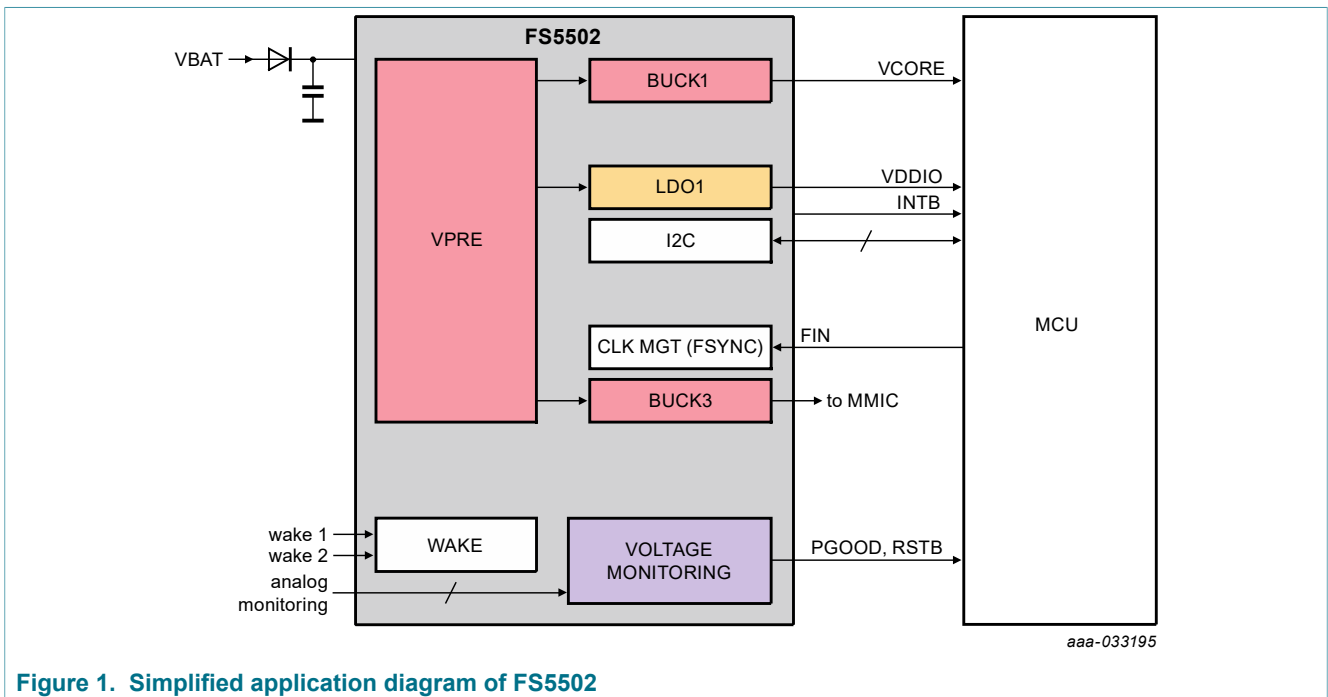 FS5502
VBAT
BUCK1
VCORE
LDO1
VDDIO
INTB
VPRE
I2C
MCU
CLK MGT (FSYNC)
FIN
BUCK3
to MMIC
wake 1
wake 2
WAKE
analog
monitoring
VOLTAGE
MONITORING
PGOOD, RSTB
aaa-033195
Figure 1. Simplified application diagram of FS5502